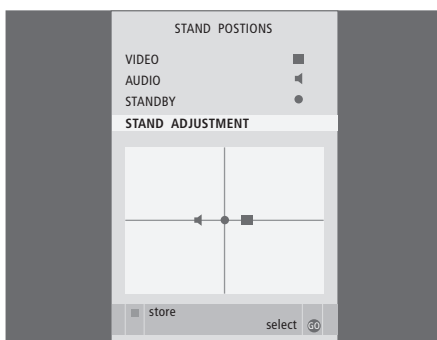 STAND POSTIONS
VIDEO
AUDIO
STANDBY
STAND ADJUSTMENT
store
select GO